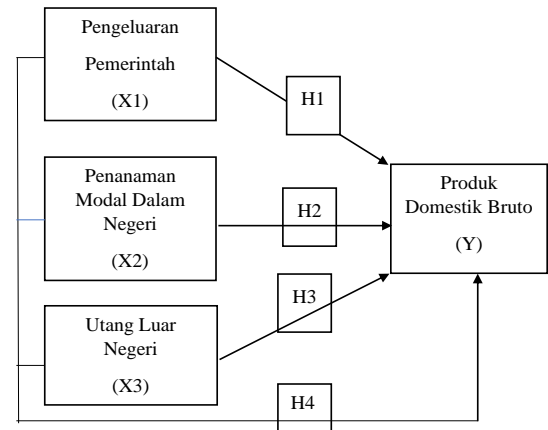 Pengeluaran
Pemerintah
(X1)
H1
Penanaman
Modal Dalam
Negeri
(X2)
H2
Produk
Domestik Bruto
(Y)
H3
Utang Luar
Negeri
(X3)
H4